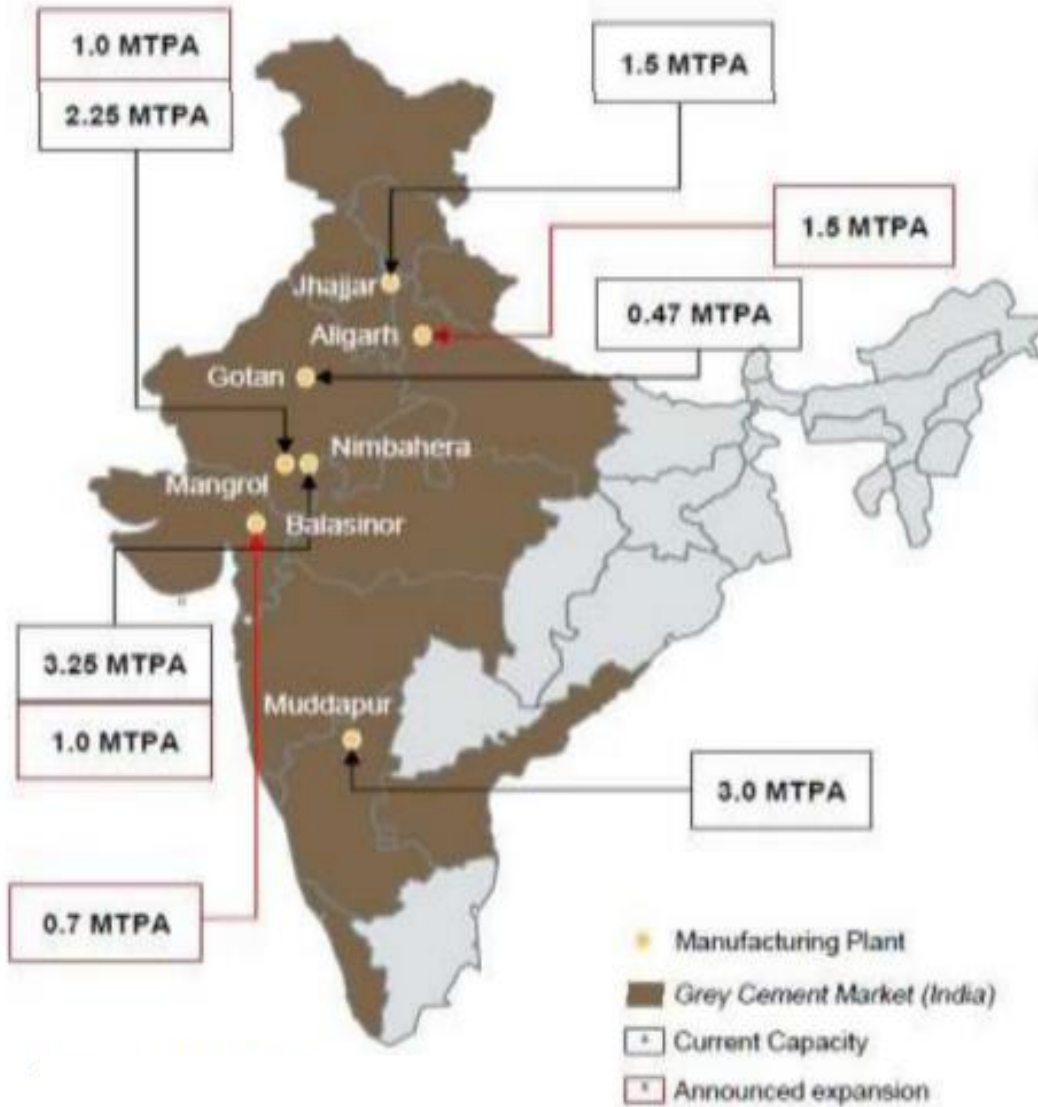 1.0 MTPA
2.25 MTPA
1.5 MTPA
1.5 MTPA
0.47 MTPA
Jhajjar
Aligarh
Gotan
Nimbahera
Mangrol
Balasinor
3.25 MTPA
1.0 MTPA
Muddapur
3.0 MTPA
0.7 MTPA
Manufacturing Plant
Grey Cement Market (India)
Current Capacity
Announced expansion